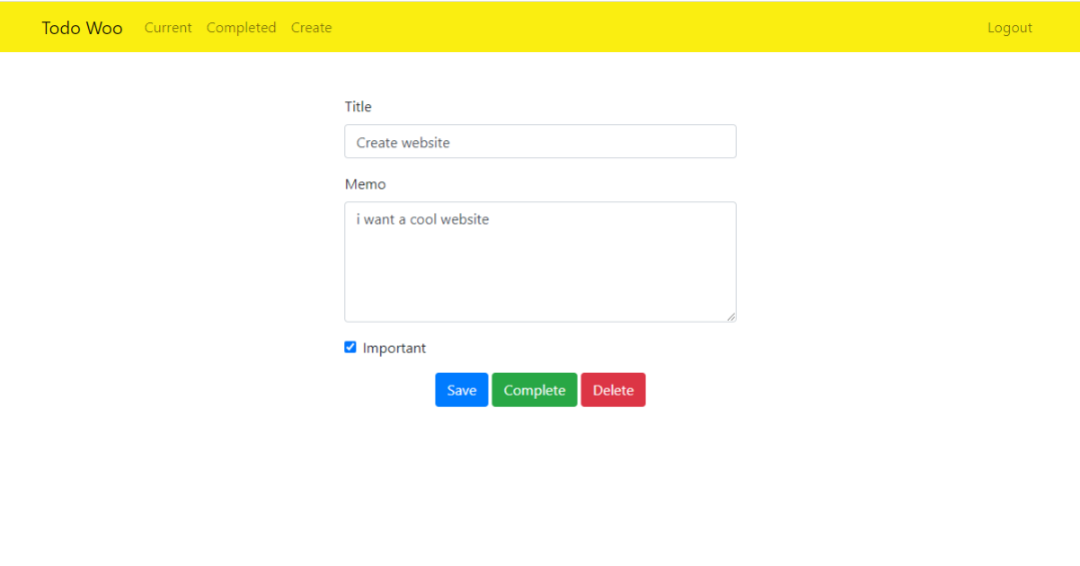 Todo Woo Current Completed Create Logout
Title
Create website
Memo
i want a cool website
Important
Save Complete Delete